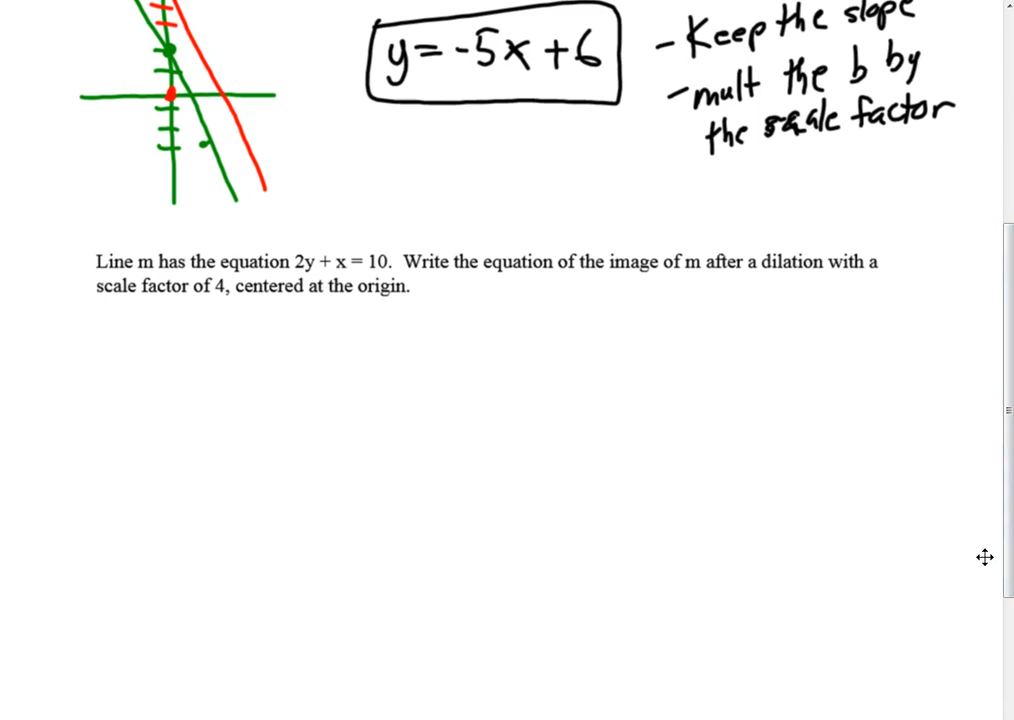 y = -5x + 6
- Keep the slope
- mult the b by
the scale factor
Line m has the equation 2y + x = 10. Write the equation of the image of m after a dilation with a
scale factor of 4, centered at the origin.